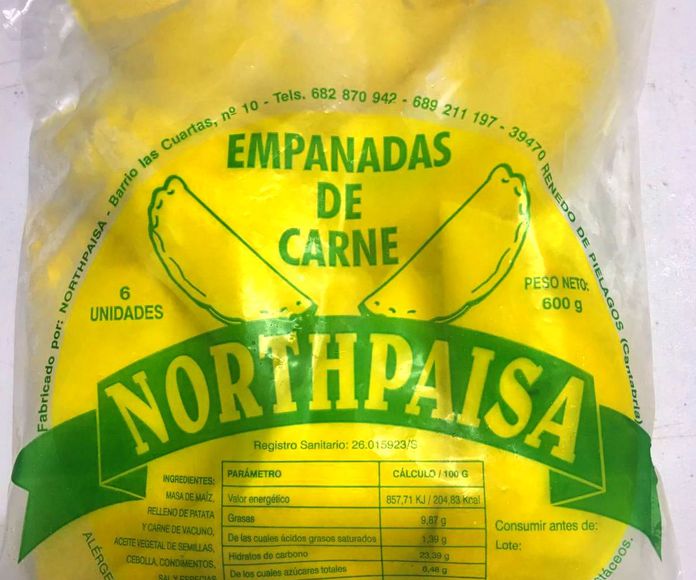 Fabricado por: NORTHPAISA - Barrio las Cuartas, nº 10 - Tels. 682 870 942 - 689 211 197 - 39470 RENEDO DE PIELAGOS (Cantabria)
EMPANADAS
DE
CARNE
6
UNIDADES
PESO NETO:
600 g
NORTHPAISA
Registro Sanitario: 26.015923/S
INGREDIENTES:
MASA DE MAÍZ,
RELLENO DE PATATA
Y CARNE DE VACUNO,
ACEITE VEGETAL DE SEMILLAS,
CEBOLLA, CONDIMENTOS,
SAL Y ESPECIAS
PARÁMETRO CÁLCULO / 100 G
Valor energético 857,71 KJ / 204,83 Kcal
Grasas 9,87 g
De las cuales ácidos grasos saturados 1,39 g
Hidratos de carbono 23,39 g
De los cuales azúcares totales 6,48 g
Consumir antes de:
Lote: